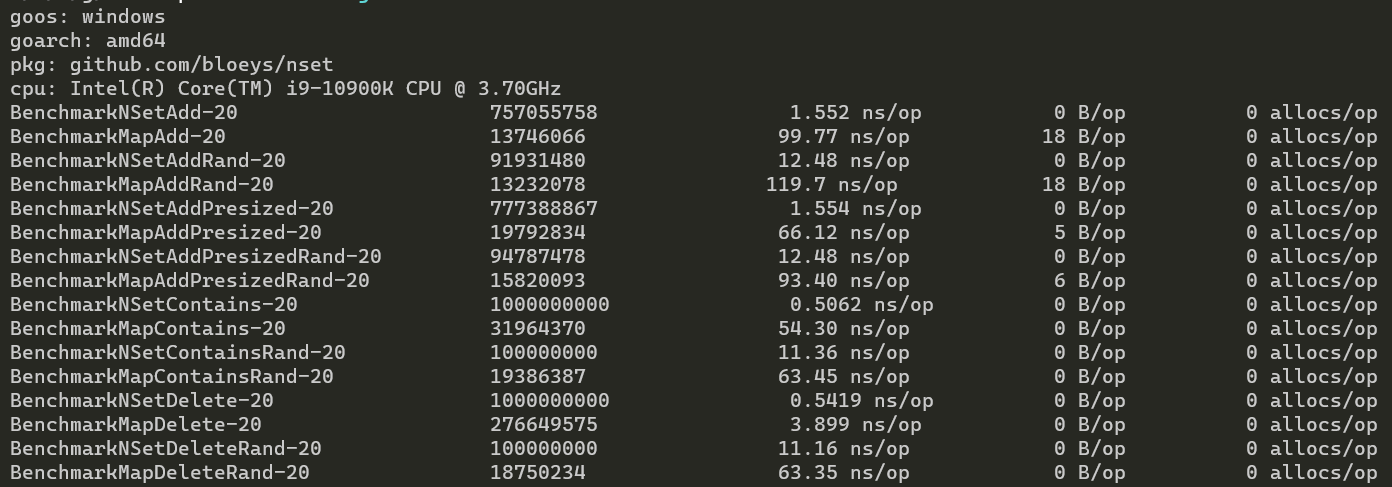 goos: windows
goarch: amd64
pkg: github.com/bloeys/nset
cpu: Intel(R) Core(TM) i9-10900K CPU @ 3.70GHz
BenchmarkNSetAdd-20 757055758 1.552 ns/op 0 B/op 0 allocs/op
BenchmarkMapAdd-20 13746066 99.77 ns/op 18 B/op 0 allocs/op
BenchmarkNSetAddRand-20 91931480 12.48 ns/op 0 B/op 0 allocs/op
BenchmarkMapAddRand-20 13232078 119.7 ns/op 18 B/op 0 allocs/op
BenchmarkNSetAddPresized-20 777388867 1.554 ns/op 0 B/op 0 allocs/op
BenchmarkMapAddPresized-20 19792834 66.12 ns/op 5 B/op 0 allocs/op
BenchmarkNSetAddPresizedRand-20 94787478 12.48 ns/op 0 B/op 0 allocs/op
BenchmarkMapAddPresizedRand-20 15820093 93.40 ns/op 6 B/op 0 allocs/op
BenchmarkNSetContains-20 1000000000 0.5062 ns/op 0 B/op 0 allocs/op
BenchmarkMapContains-20 31964370 54.30 ns/op 0 B/op 0 allocs/op
BenchmarkNSetContainsRand-20 100000000 11.36 ns/op 0 B/op 0 allocs/op
BenchmarkMapContainsRand-20 19386387 63.45 ns/op 0 B/op 0 allocs/op
BenchmarkNSetDelete-20 1000000000 0.5419 ns/op 0 B/op 0 allocs/op
BenchmarkMapDelete-20 276649575 3.899 ns/op 0 B/op 0 allocs/op
BenchmarkNSetDeleteRand-20 100000000 11.16 ns/op 0 B/op 0 allocs/op
BenchmarkMapDeleteRand-20 18750234 63.35 ns/op 0 B/op 0 allocs/op